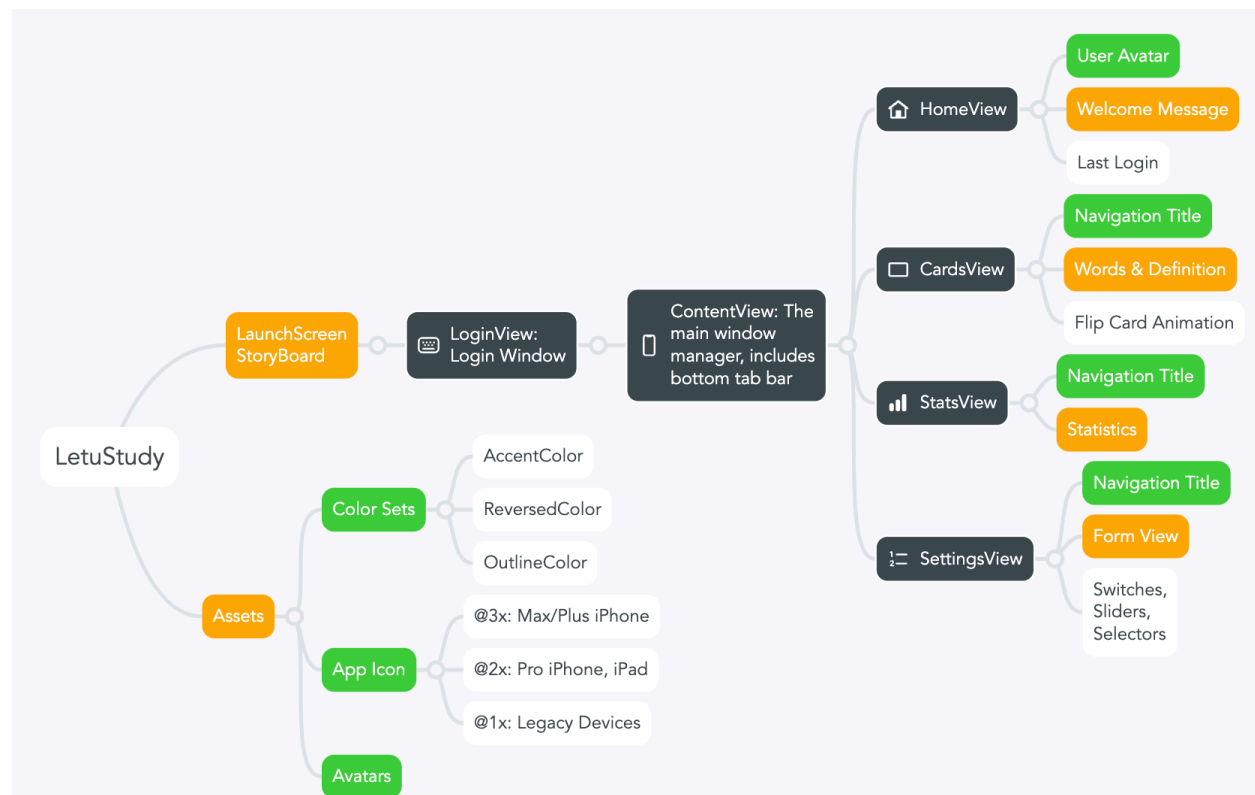 LetuStudy
LaunchScreen
StoryBoard
LoginView:
Login Window
ContentView: The
main window
manager, includes
bottom tab bar
HomeView
User Avatar
Welcome Message
Last Login
CardsView
Navigation Title
Words & Definition
Flip Card Animation
StatsView
Navigation Title
Statistics
SettingsView
Navigation Title
Form View
Switches,
Sliders,
Selectors
Assets
Color Sets
AccentColor
ReversedColor
OutlineColor
App Icon
@3x: Max/Plus iPhone
@2x: Pro iPhone, iPad
@1x: Legacy Devices
Avatars